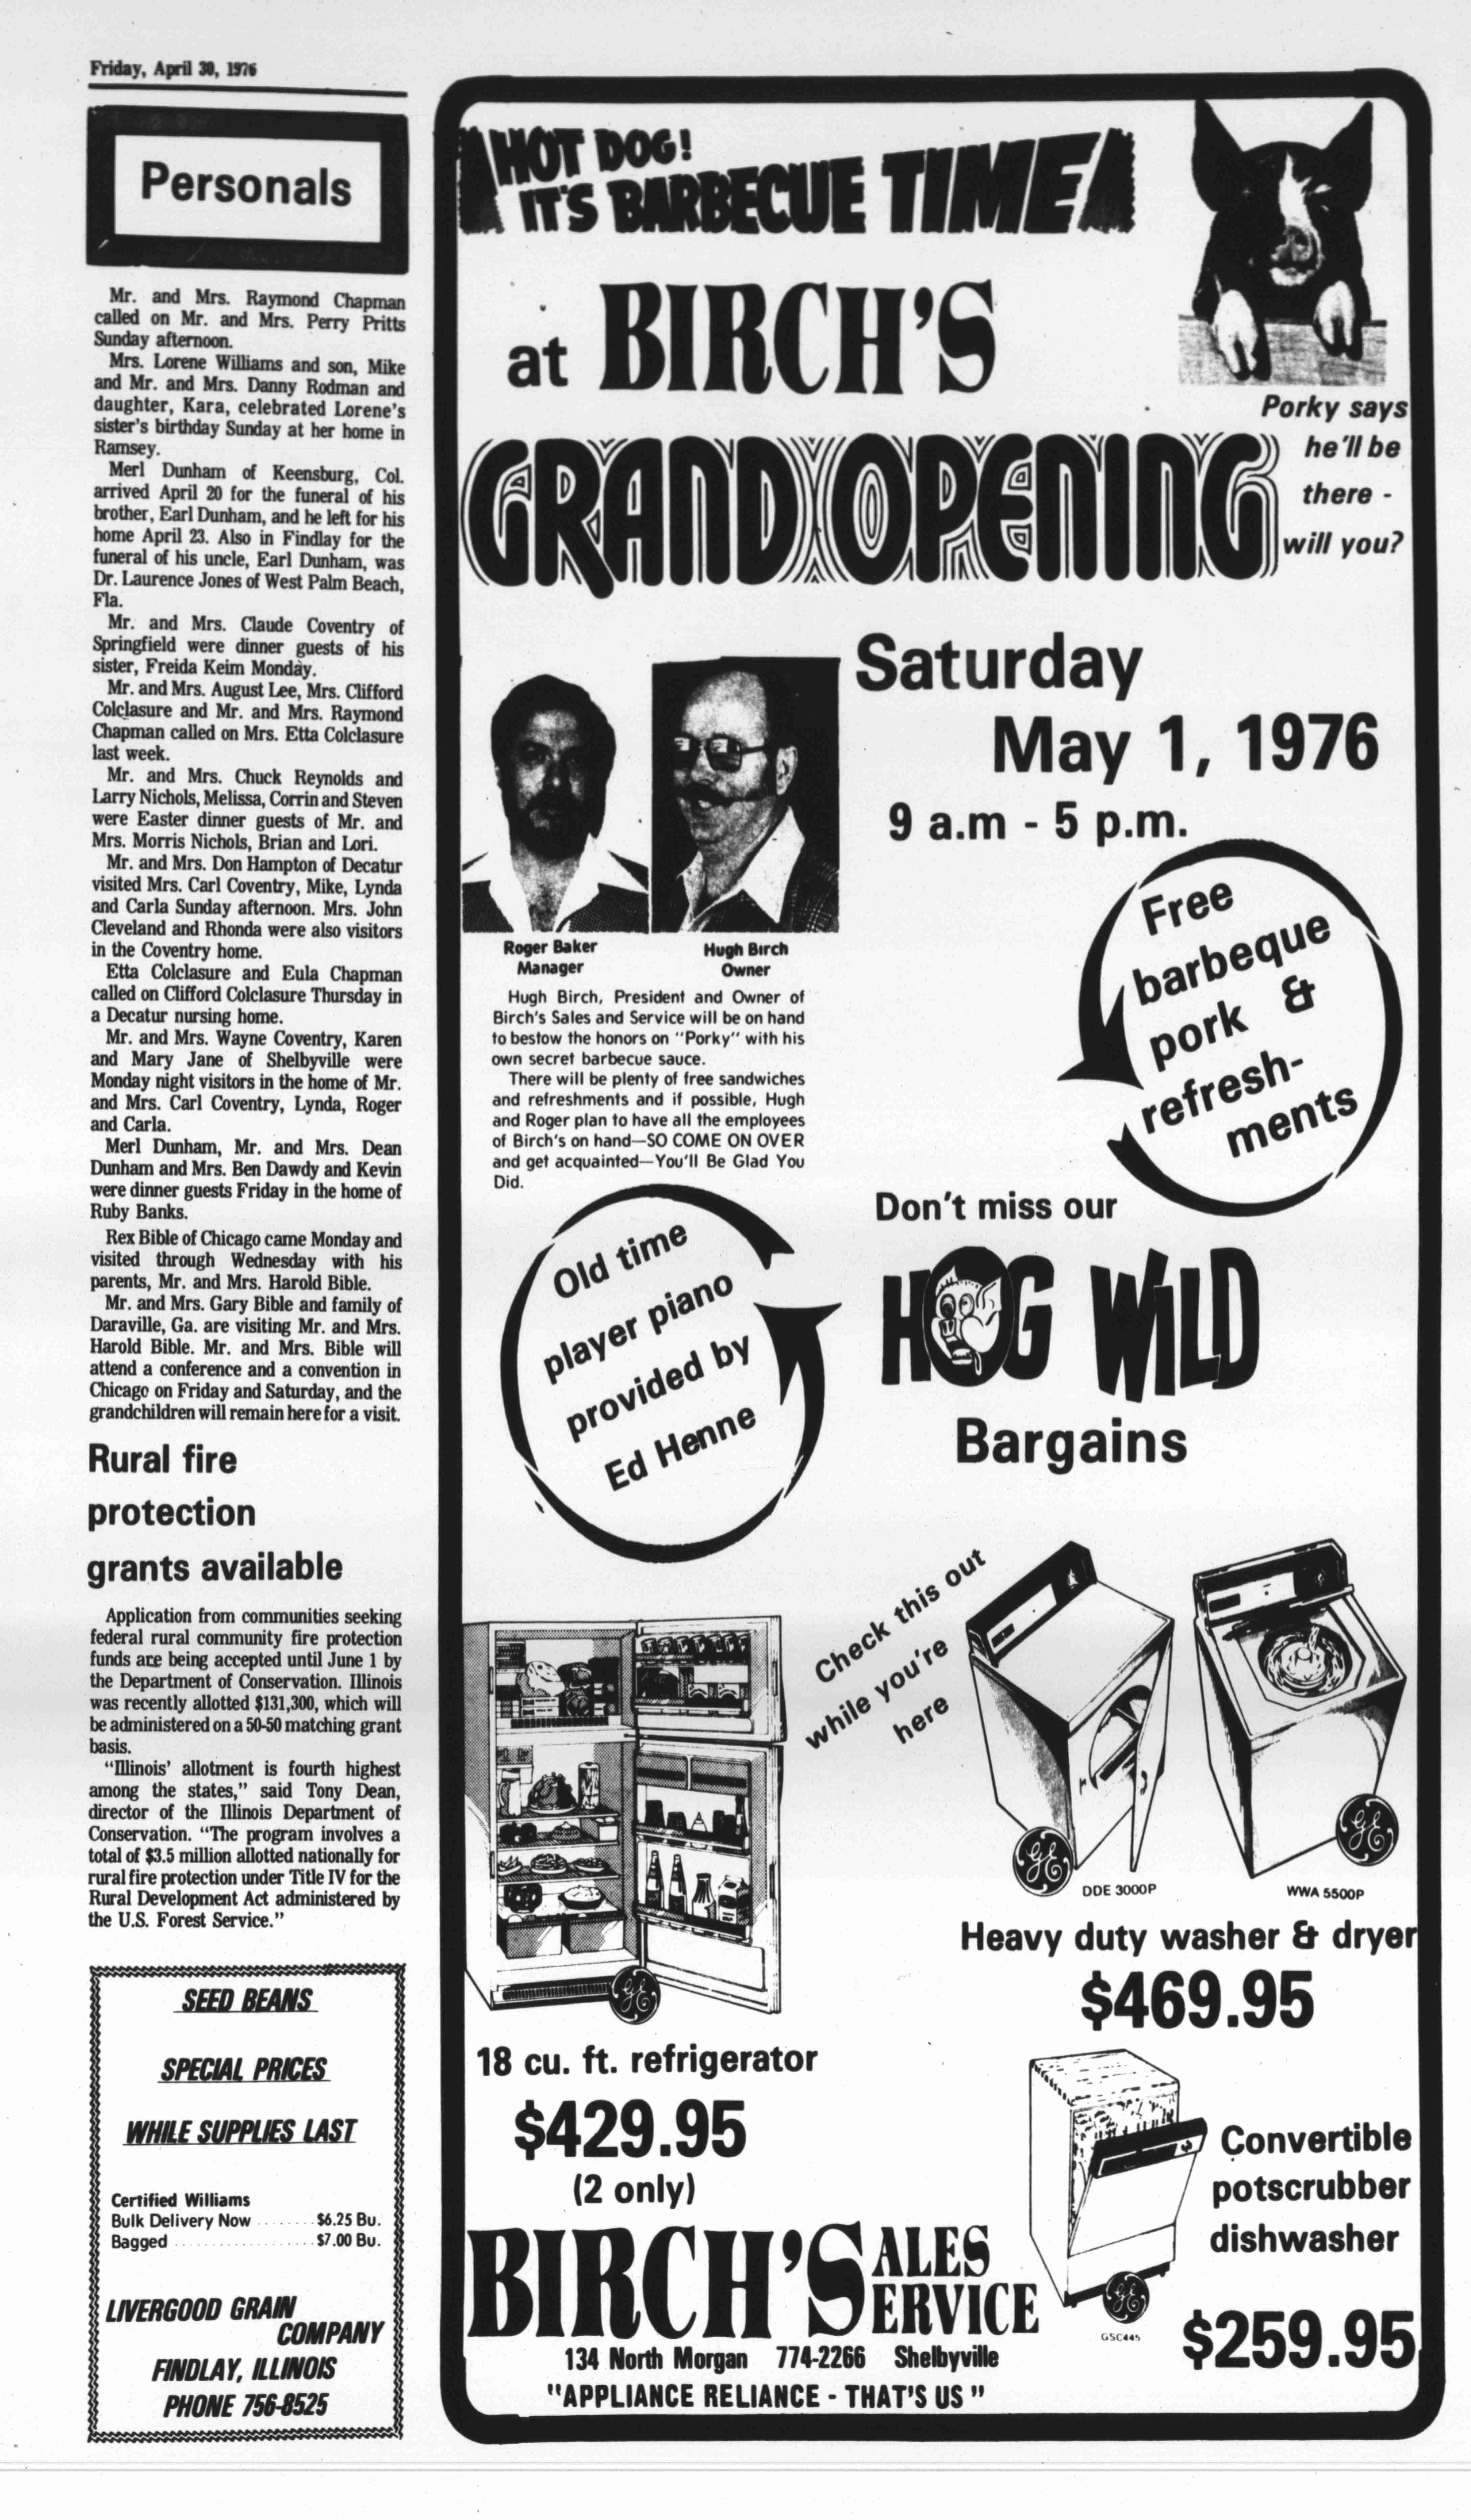 Friday, April 30, 1976
Personals
Mr. and Mrs. Raymond Chapman
called on Mr. and Mrs. Perry Pritts
Sunday afternoon.
Mrs. Lorene Williams and son, Mike
and Mr. and Mrs. Danny Rodman and
daughter, Kara, celebrated Lorene's
sister's birthday Sunday at her home in
Ramsey.
Merl Dunham of Keensburg, Col.
arrived April 20 for the funeral of his
brother, Earl Dunham, and he left for his
home April 23. Also in Findlay for the
funeral of his uncle, Earl Dunham, was
Dr. Laurence Jones of West Palm Beach,
Fla.
Mr. and Mrs. Claude Coventry of
Springfield were dinner guests of his
sister, Freida Keim Monday.
Mr. and Mrs. August Lee, Mrs. Clifford
Colclasure and Mr. and Mrs. Raymond
Chapman called on Mrs. Etta Colclasure
last week.
Mr. and Mrs. Chuck Reynolds and
Larry Nichols, Melissa, Corrin and Steven
were Easter dinner guests of Mr. and
Mrs. Morris Nichols, Brian and Lori.
Mr. and Mrs. Don Hampton of Decatur
visited Mrs. Carl Coventry, Mike, Lynda
and Carla Sunday afternoon. Mrs. John
Cleveland and Rhonda were also visitors
in the Coventry home.
Etta Colclasure and Eula Chapman
called on Clifford Colclasure Thursday in
a Decatur nursing home.
Mr. and Mrs. Wayne Coventry, Karen
and Mary Jane of Shelbyville were
Monday night visitors in the home of Mr.
and Mrs. Carl Coventry, Lynda, Roger
and Carla.
Merl Dunham, Mr. and Mrs. Dean
Dunham and Mrs. Ben Dawdy and Kevin
were dinner guests Friday in the home of
Ruby Banks.
Rex Bible of Chicago came Monday and
visited through Wednesday with his
parents, Mr. and Mrs. Harold Bible.
Mr. and Mrs. Gary Bible and family of
Daraville, Ga. are visiting Mr. and Mrs.
Harold Bible. Mr. and Mrs. Bible will
attend a conference and a convention in
Chicago on Friday and Saturday, and the
grandchildren will remain here for a visit.
Rural fire
protection
grants available
Application from communities seeking
federal rural community fire protection
funds are being accepted until June 1 by
the Department of Conservation. Illinois
was recently allotted $131,300, which will
be administered on a 50-50 matching grant
basis.
"Illinois' allotment is fourth highest
among the states," said Tony Dean,
director of the Illinois Department of
Conservation. "The program involves a
total of $3.5 million allotted nationally for
rural fire protection under Title IV for the
Rural Development Act administered by
the U.S. Forest Service."
SEED BEANS
SPECIAL PRICES
WHILE SUPPLIES LAST
Certified Williams
Bulk Delivery Now ....... $6.25 Bu.
Bagged .................. $7.00 Bu.
LIVERGOOD GRAIN
COMPANY
FINDLAY, ILLINOIS
PHONE 756-8525
HOT DOG!
IT'S BARBECUE TIME
at BIRCH'S
GRAND OPENING
Porky says
he'll be
there -
will you?
Saturday
May 1, 1976
9 a.m - 5 p.m.
Roger Baker
Manager
Hugh Birch
Owner
Hugh Birch, President and Owner of
Birch's Sales and Service will be on hand
to bestow the honors on "Porky" with his
own secret barbecue sauce.
There will be plenty of free sandwiches
and refreshments and if possible, Hugh
and Roger plan to have all the employees
of Birch's on hand—SO COME ON OVER
and get acquainted—You'll Be Glad You
Did.
Free
barbeque
pork &
refresh-
ments
Old time
player piano
provided by
Ed Henne
Don't miss our
HOG WILD
Bargains
Check this out
while you're
here
GE
DDE 3000P
GE
WWA 5500P
Heavy duty washer & dryer
$469.95
GE
18 cu. ft. refrigerator
$429.95
(2 only)
Convertible
potscrubber
dishwasher
GE
GSC445
$259.95
BIRCH'S SALES
SERVICE
134 North Morgan 774-2266 Shelbyville
"APPLIANCE RELIANCE - THAT'S US"